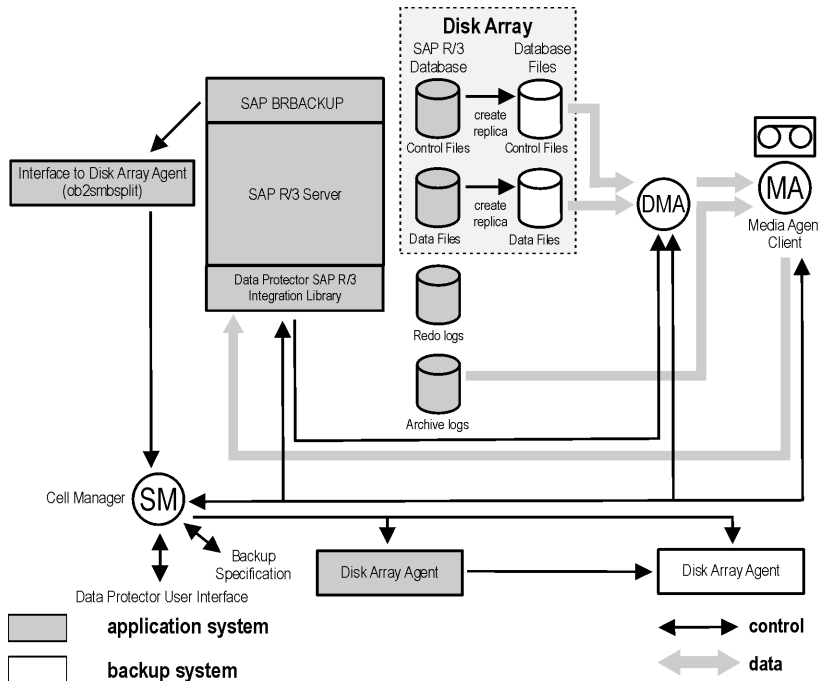 Disk Array
SAP R/3
Database
Database
Files
SAP BRBACKUP
create
replica
Control Files
Control Files
Interface to Disk Array Agent
(ob2smbsplit)
SAP R/3 Server
create
replica
Data Files
Data Files
DMA
MA
Media Agent
Client
Data Protector SAP R/3
Integration Library
Redo logs
Archive logs
Cell Manager
SM
Backup
Specification
Data Protector User Interface
Disk Array Agent
Disk Array Agent
application system
control
backup system
data